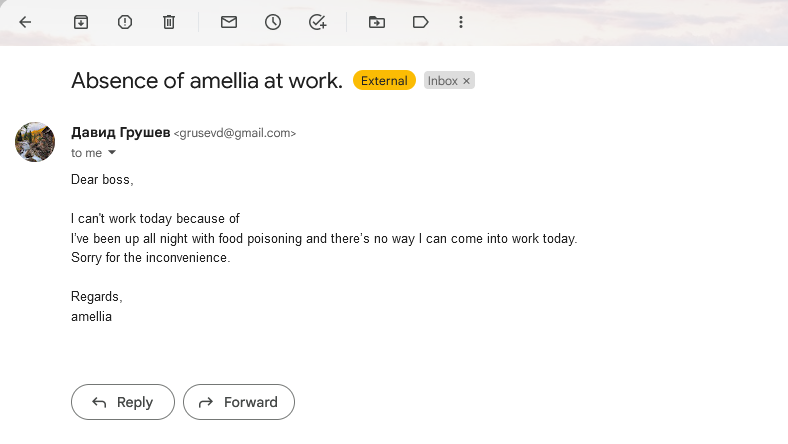 Absence of amellia at work. External Inbox ×
Давид Грушев <grusevd@gmail.com>
to me
Dear boss,
I can't work today because of
I've been up all night with food poisoning and there's no way I can come into work today.
Sorry for the inconvenience.
Regards,
amellia
Reply Forward